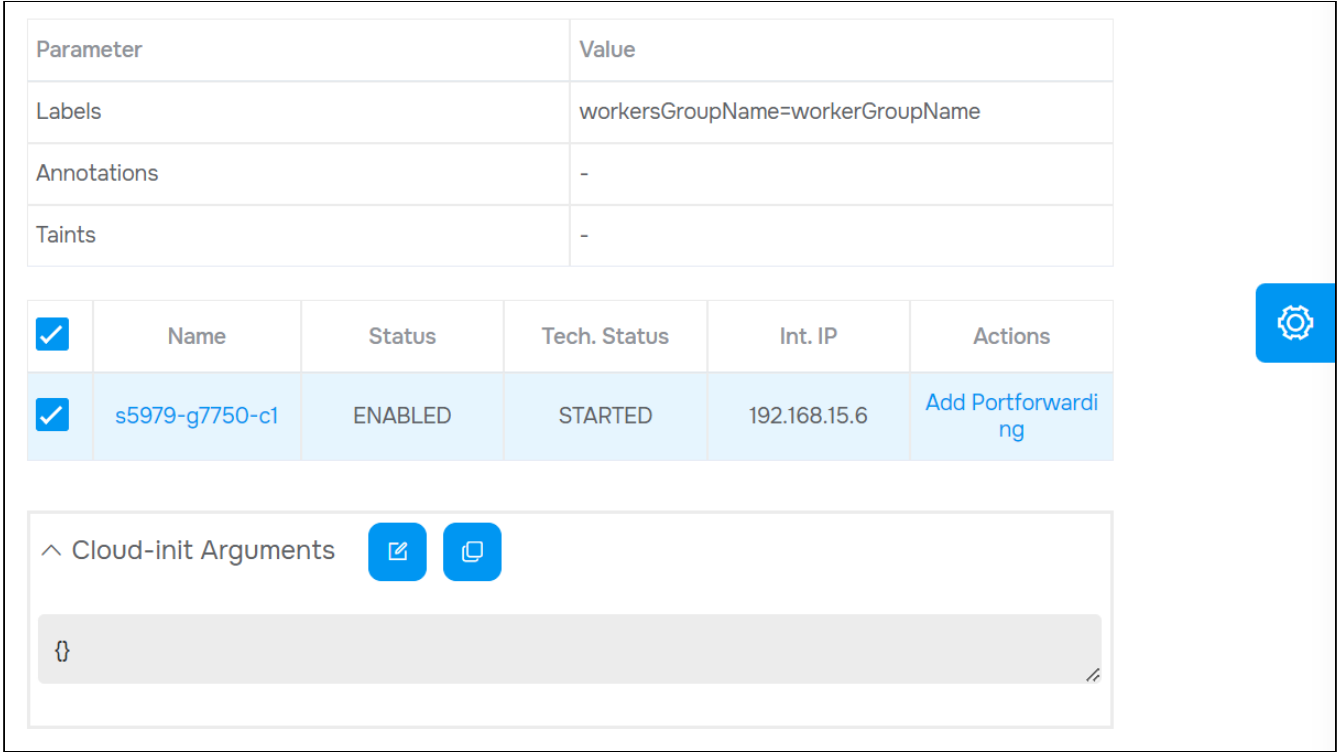 Parameter Value
Labels workersGroupName=workerGroupName
Annotations -
Taints -
Name Status Tech. Status Int. IP Actions
s5979-g7750-c1 ENABLED STARTED 192.168.15.6 Add Portforwardi
ng
Cloud-init Arguments
{}